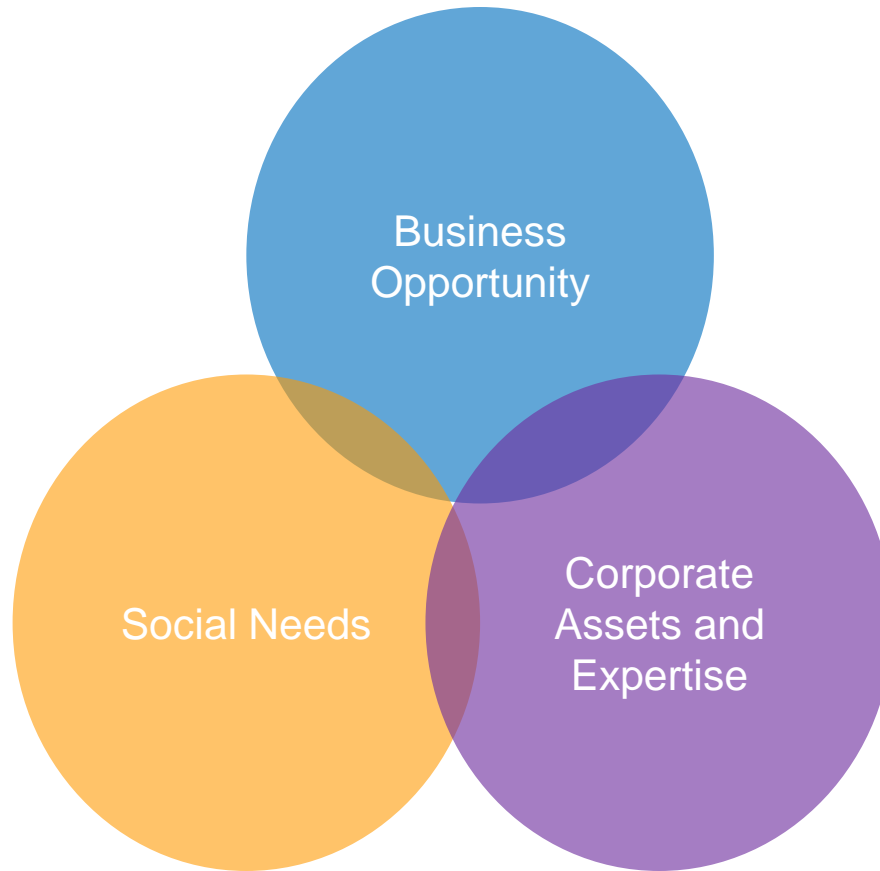 Business
Opportunity
Social Needs
Corporate
Assets and
Expertise